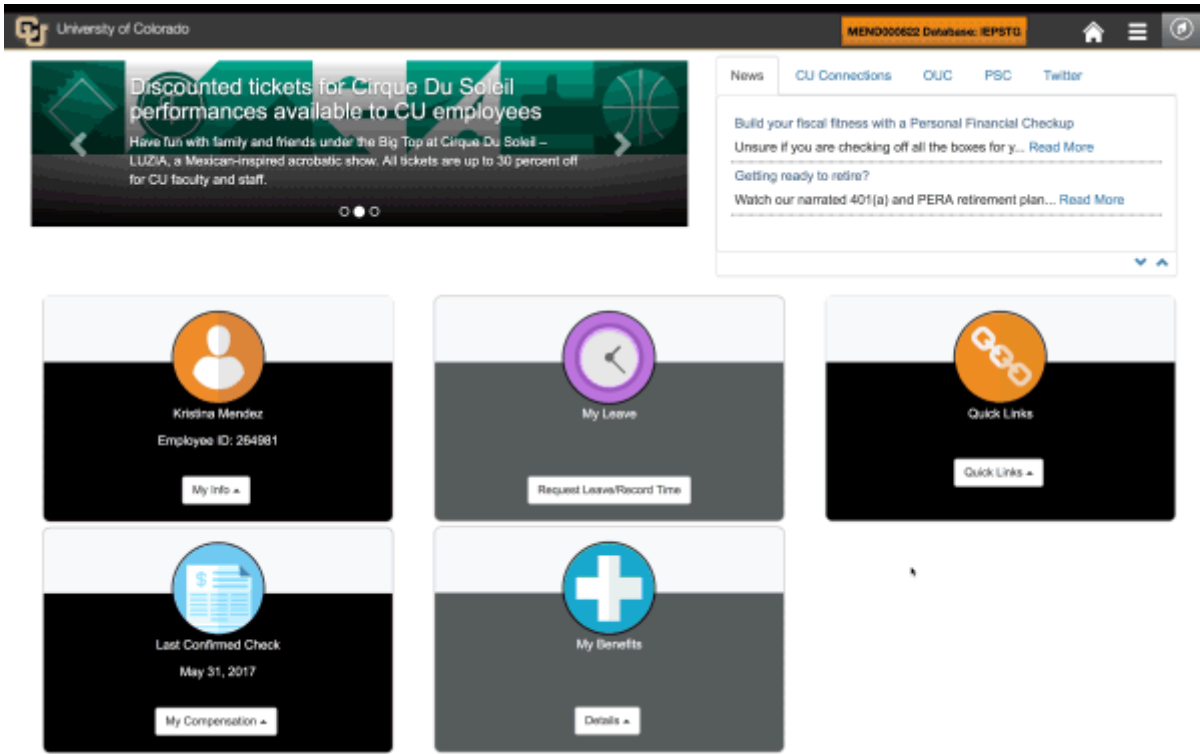 University of Colorado
MEND000622 Database: IEPSTG
Discounted tickets for Cirque Du Soleil
performances available to CU employees
Have fun with family and friends under the Big Top at Cirque Du Soleil –
LUZIA, a Mexican-inspired acrobatic show. All tickets are up to 30 percent off
for CU faculty and staff.
News CU Connections OUC PSC Twitter
Build your fiscal fitness with a Personal Financial Checkup
Unsure if you are checking off all the boxes for y... Read More
Getting ready to retire?
Watch our narrated 401(a) and PERA retirement plan... Read More
Kristina Mendez
Employee ID: 264981
My Info
My Leave
Request Leave/Record Time
Quick Links
Quick Links
$
Last Confirmed Check
May 31, 2017
My Compensation
My Benefits
Details